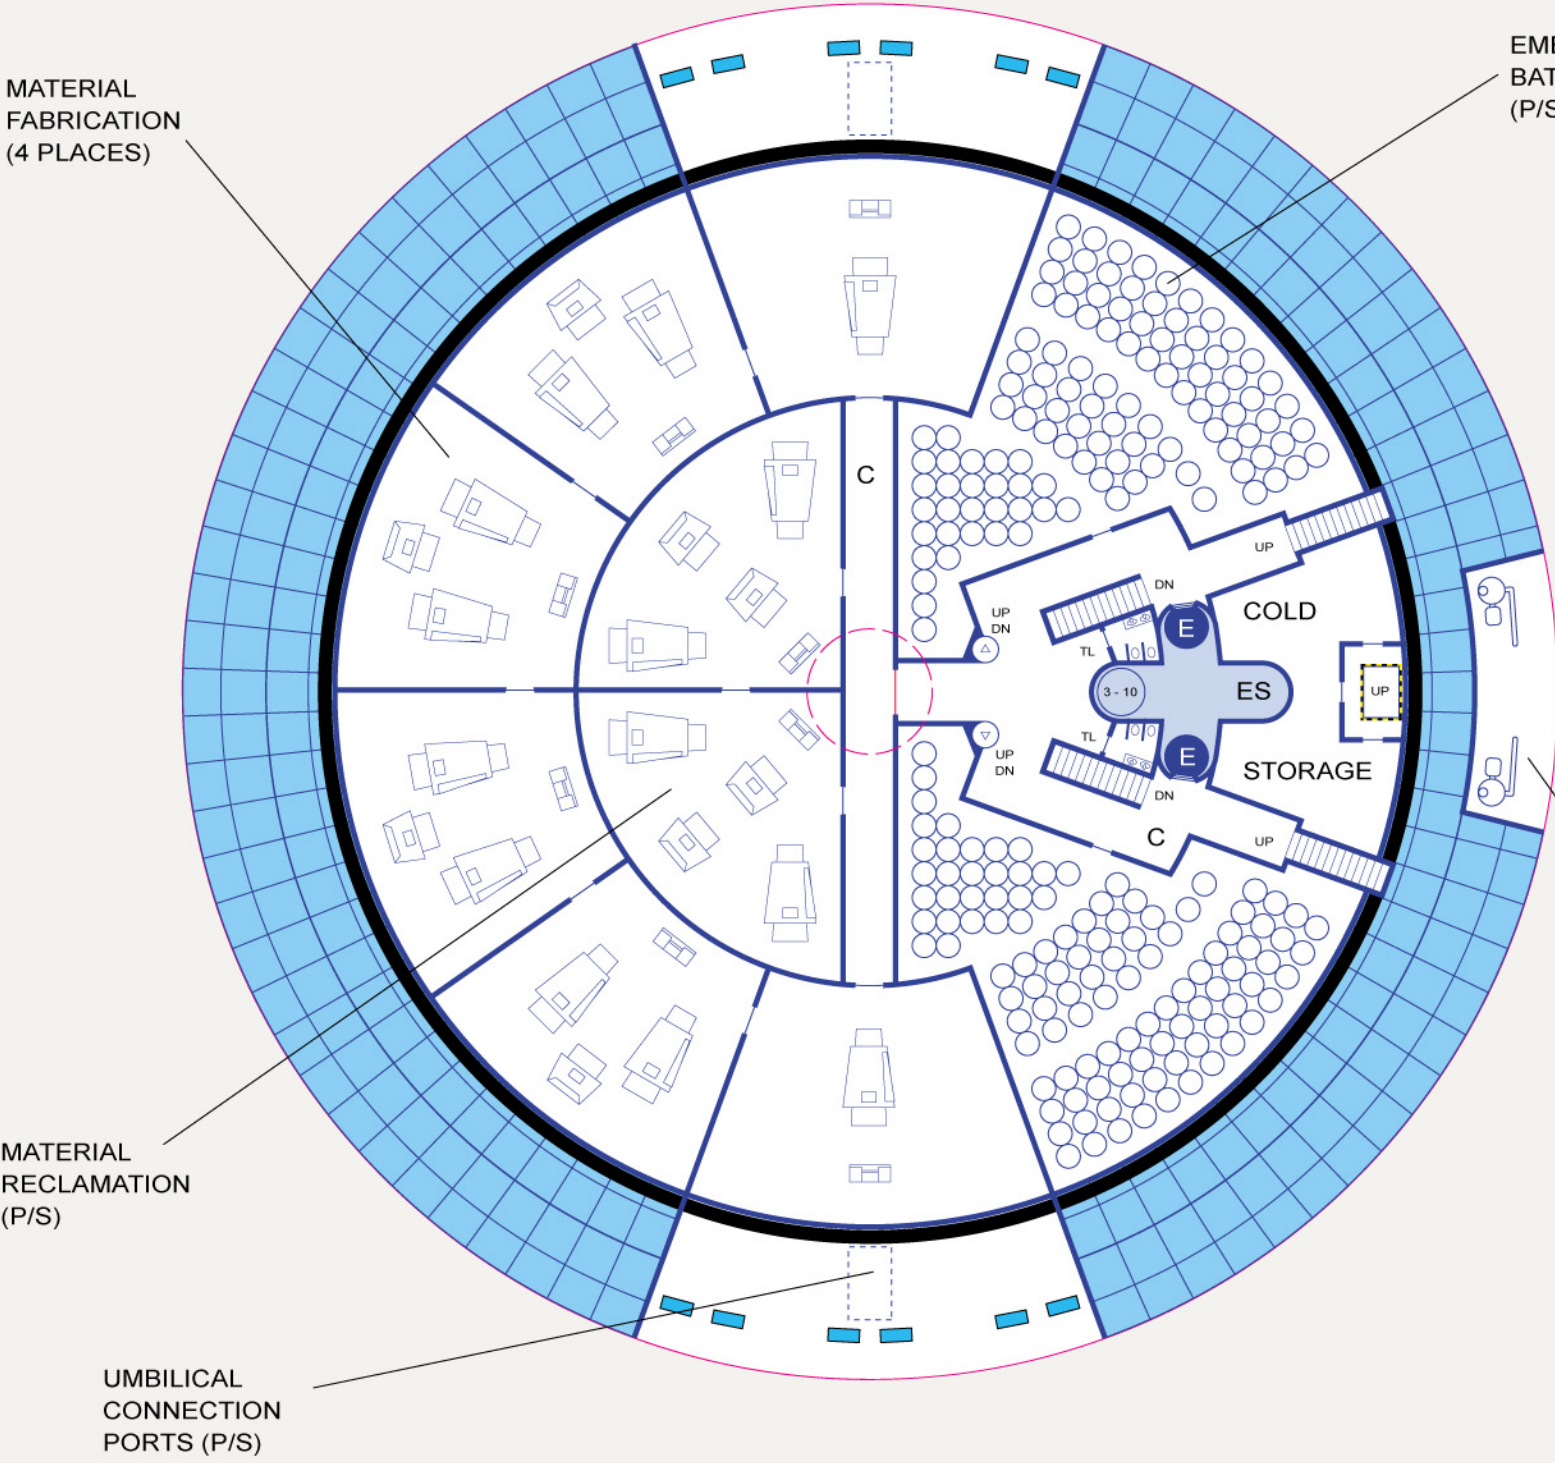 MATERIAL
FABRICATION
(4 PLACES)
C
UP
DN
UP
DN
E
COLD
TL
3 - 10
ES
UP
TL
E
STORAGE
UP
DN
DN
C
UP
MATERIAL
RECLAMATION
(P/S)
UMBILICAL
CONNECTION
PORTS (P/S)